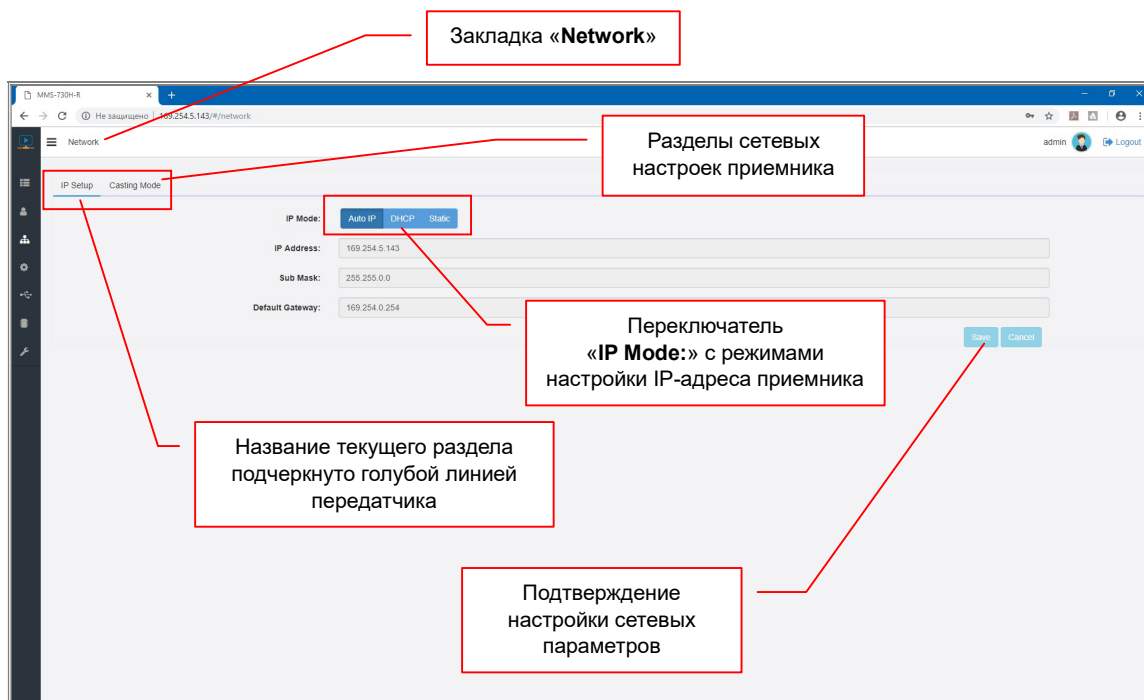 Закладка «Network»
MMS-730H-R
Не защищено | 169.254.5.143/#/network
Network
admin
Logout
Разделы сетевых
настроек приемника
IP Setup Casting Mode
IP Mode: Auto IP DHCP Static
IP Address: 169.254.5.143
Sub Mask: 255.255.0.0
Default Gateway: 169.254.0.254
Save Cancel
Переключатель
«IP Mode:» с режимами
настройки IP-адреса приемника
Название текущего раздела
подчеркнуто голубой линией
передатчика
Подтверждение
настройки сетевых
параметров